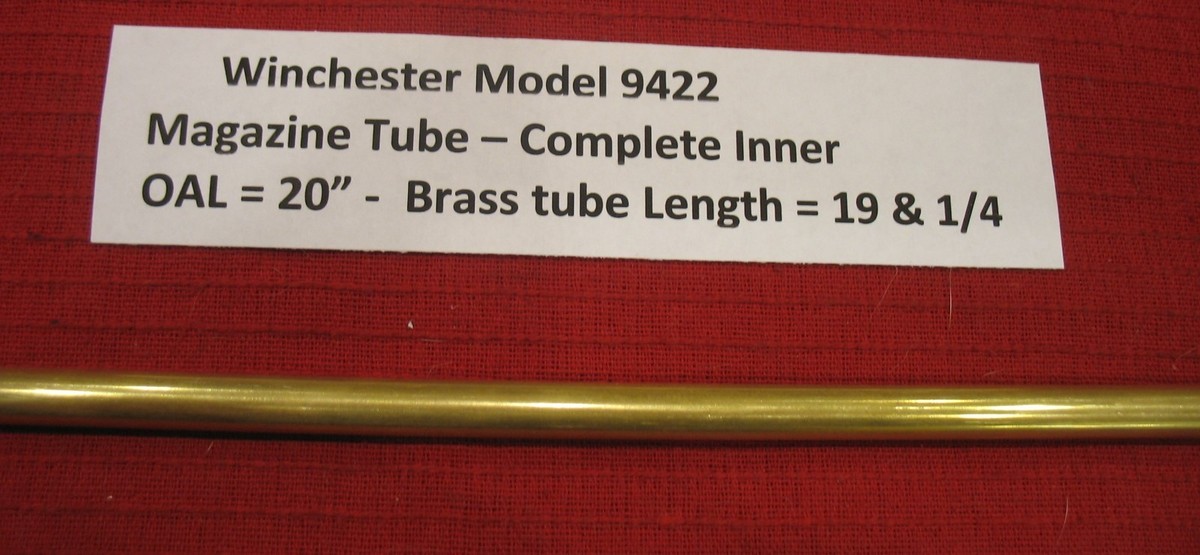 Winchester Model 9422
Magazine Tube – Complete Inner
OAL = 20” - Brass tube Length = 19 & 1/4